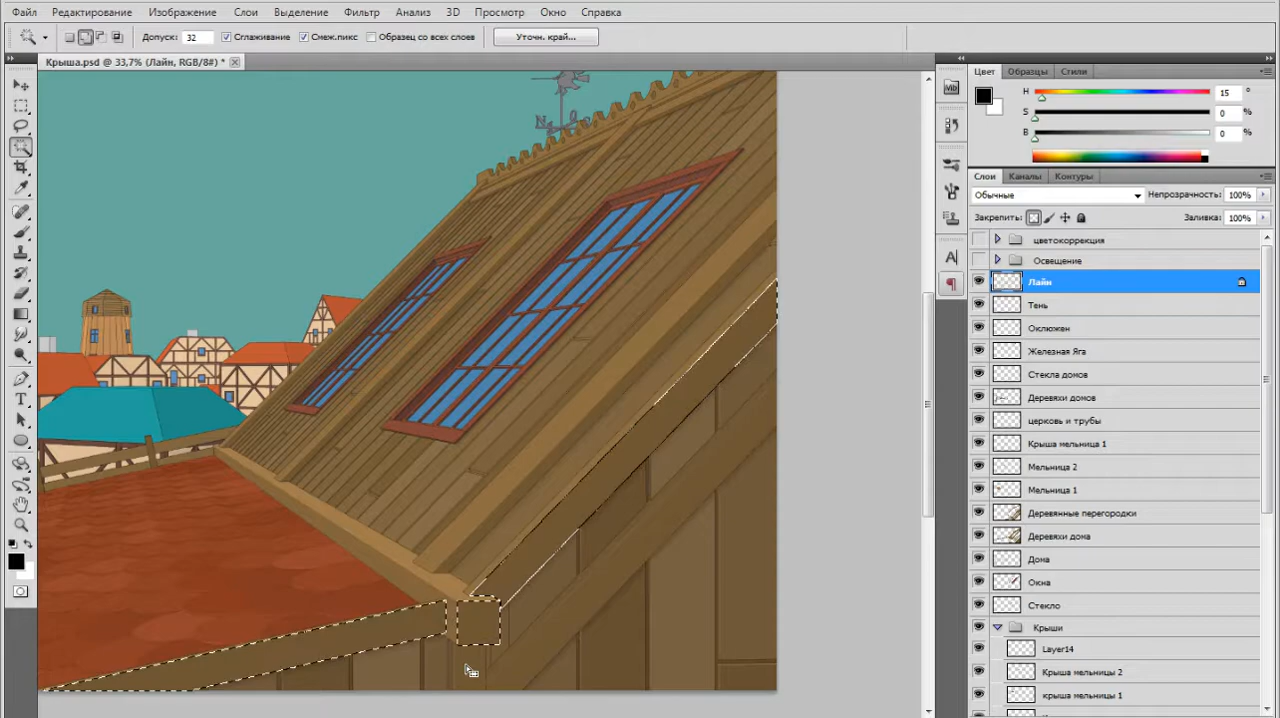 Файл Редактирование Изображение Слои Выделение Фильтр Анализ 3D Просмотр Окно Справка
Допуск: 32 Сглаживание Смеж.пикс Образец со всех слоев Уточн. край...
Крыша.psd @ 33,7% (Лайн, RGB/8#) *
Цвет Образцы Стили
H 15 °
S 0 %
B 0 %
Слои Каналы Контуры
Обычные Непрозрачность: 100%
Закрепить: Заливка: 100%
цветокоррекция
Освещение
Лайн
Тень
Оклюжен
Железная Яга
Стекла домов
Деревяхи домов
церковь и трубы
Крыша мельница 1
Мельница 2
Мельница 1
Деревянные перегородки
Деревяхи дома
Дома
Окна
Стекло
Крыши
Layer14
Крыша мельницы 2
крыша мельницы 1